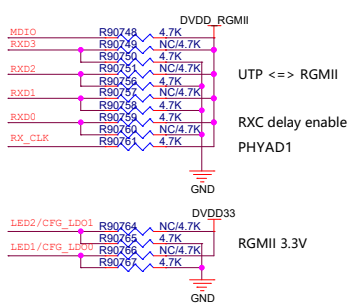 DVDD_RGMII
MDIO R90748 4.7K
RXD3 R90749 NC/4.7K
R90750 4.7K
RXD2 R90751 NC/4.7K
R90756 4.7K
RXD1 R90757 NC/4.7K
R90758 4.7K
RXD0 R90759 4.7K
R90760 NC/4.7K
RX_CLK R90761 4.7K
UTP <=> RGMII
RXC delay enable
PHYAD1
GND
DVDD33
LED2/CFG_LDO1 R90764 NC/4.7K
R90765 4.7K
LED1/CFG_LDO0 R90766 NC/4.7K
R90767 4.7K
RGMII 3.3V
GND